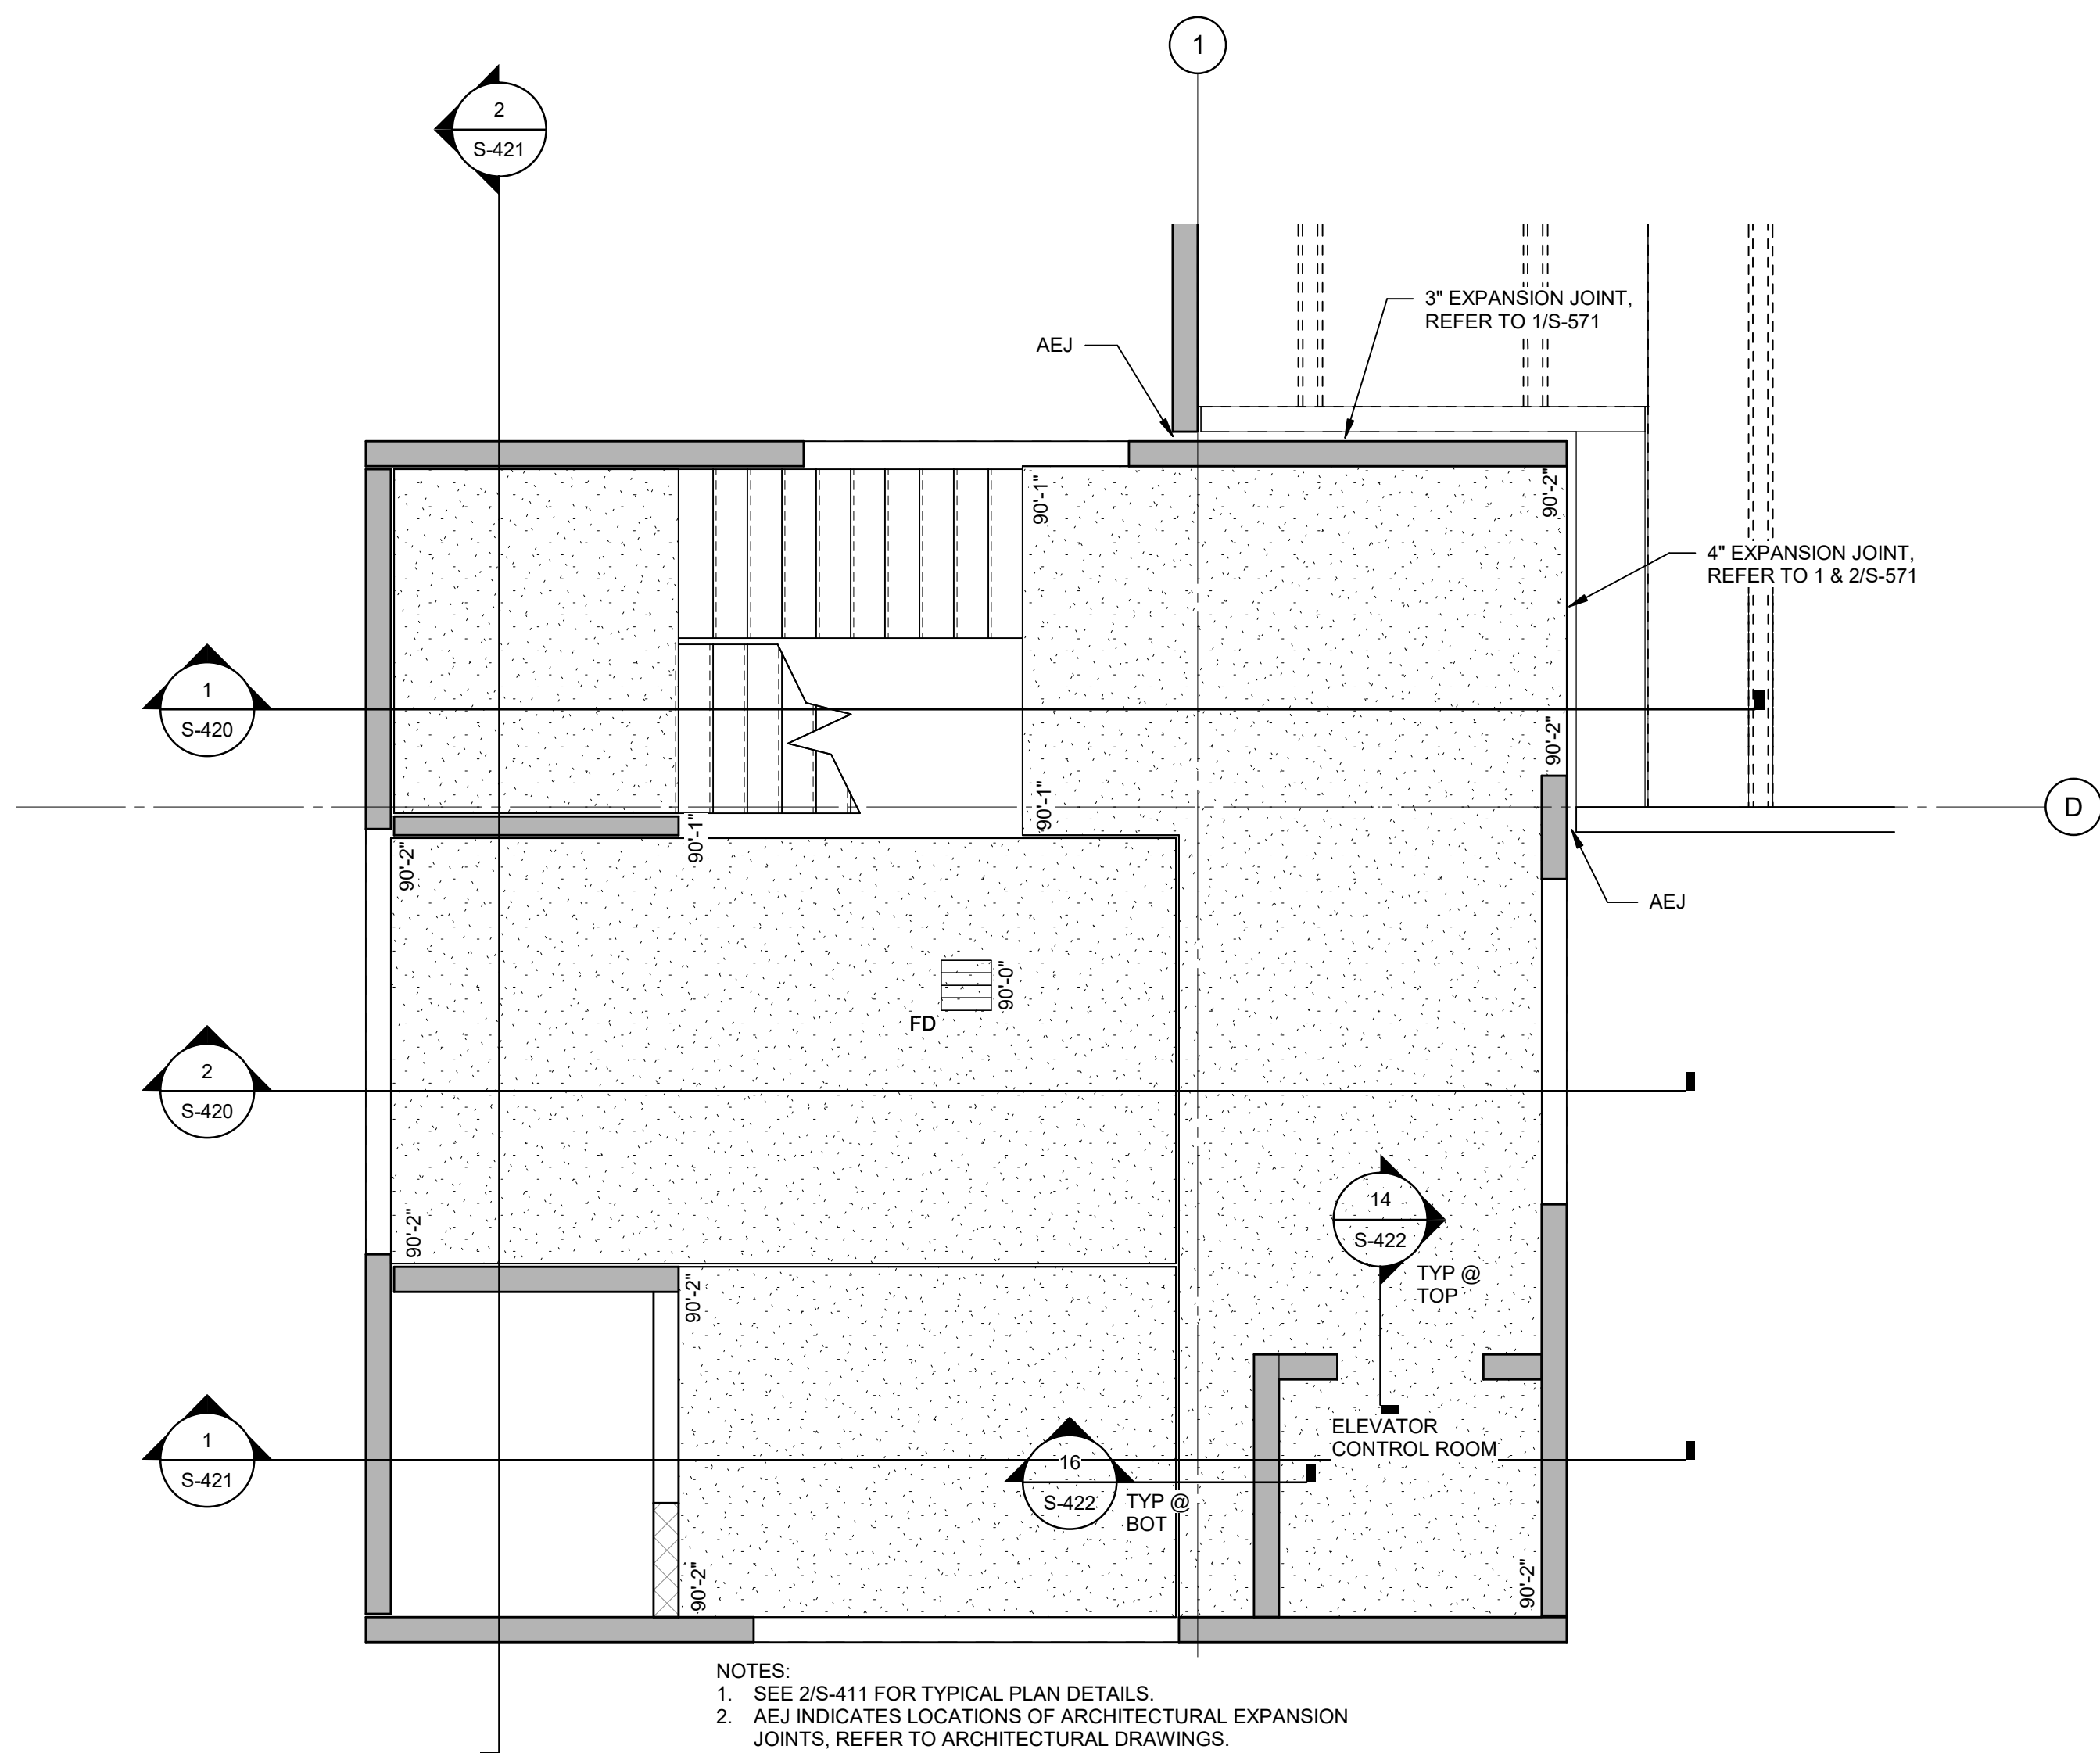 1
2
S-421
3" EXPANSION JOINT,
REFER TO 1/S-571
AEJ
90'-1"
90'-2"
4" EXPANSION JOINT,
REFER TO 1 & 2/S-571
1
S-420
90'-2"
90'-1"
D
90'-1"
90'-2"
AEJ
90'-0"
FD
2
S-420
14
S-422
TYP @
TOP
90'-2"
90'-2"
ELEVATOR
CONTROL ROOM
1
S-421
16
S-422
TYP @
BOT
90'-2"
90'-2"
NOTES:
1. SEE 2/S-411 FOR TYPICAL PLAN DETAILS.
2. AEJ INDICATES LOCATIONS OF ARCHITECTURAL EXPANSION
JOINTS, REFER TO ARCHITECTURAL DRAWINGS.